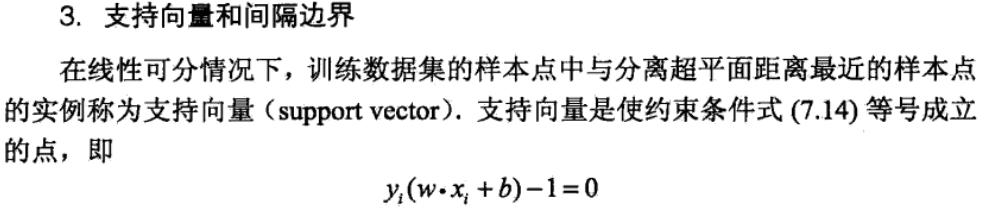 3. 支持向量和间隔边界
在线性可分情况下，训练数据集的样本点中与分离超平面距离最近的样本点
的实例称为支持向量（support vector）. 支持向量是使约束条件式 (7.14) 等号成立
的点，即
y_i(w•x_i + b) − 1 = 0